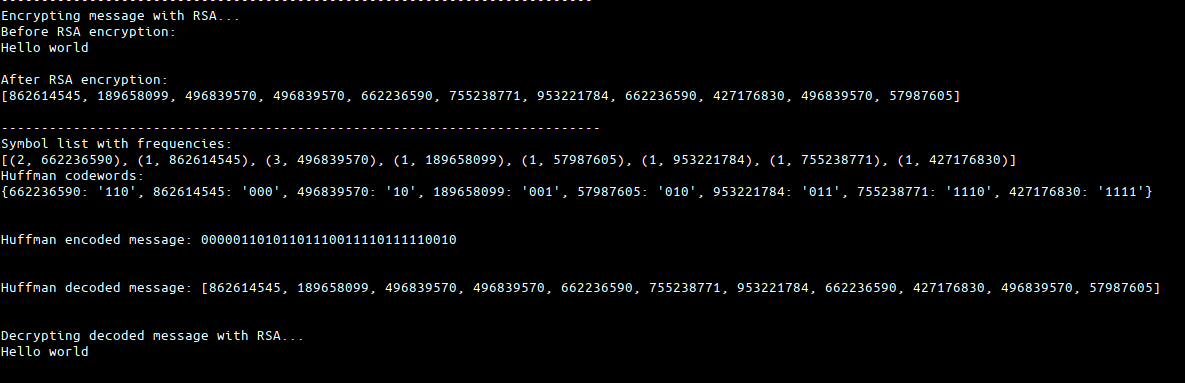 --------------------------------------------------------------------------
Encrypting message with RSA...
Before RSA encryption:
Hello world
After RSA encryption:
[862614545, 189658099, 496839570, 496839570, 662236590, 755238771, 953221784, 662236590, 427176830, 496839570, 57987605]
---------------------------------------------------------------------------
Symbol list with frequencies:
[(2, 662236590), (1, 862614545), (3, 496839570), (1, 189658099), (1, 57987605), (1, 953221784), (1, 755238771), (1, 427176830)]
Huffman codewords:
{662236590: '110', 862614545: '000', 496839570: '10', 189658099: '001', 57987605: '010', 953221784: '011', 755238771: '1110', 427176830: '1111'}
Huffman encoded message: 00000110101101110011110111110010
Huffman decoded message: [862614545, 189658099, 496839570, 496839570, 662236590, 755238771, 953221784, 662236590, 427176830, 496839570, 57987605]
Decrypting decoded message with RSA...
Hello world